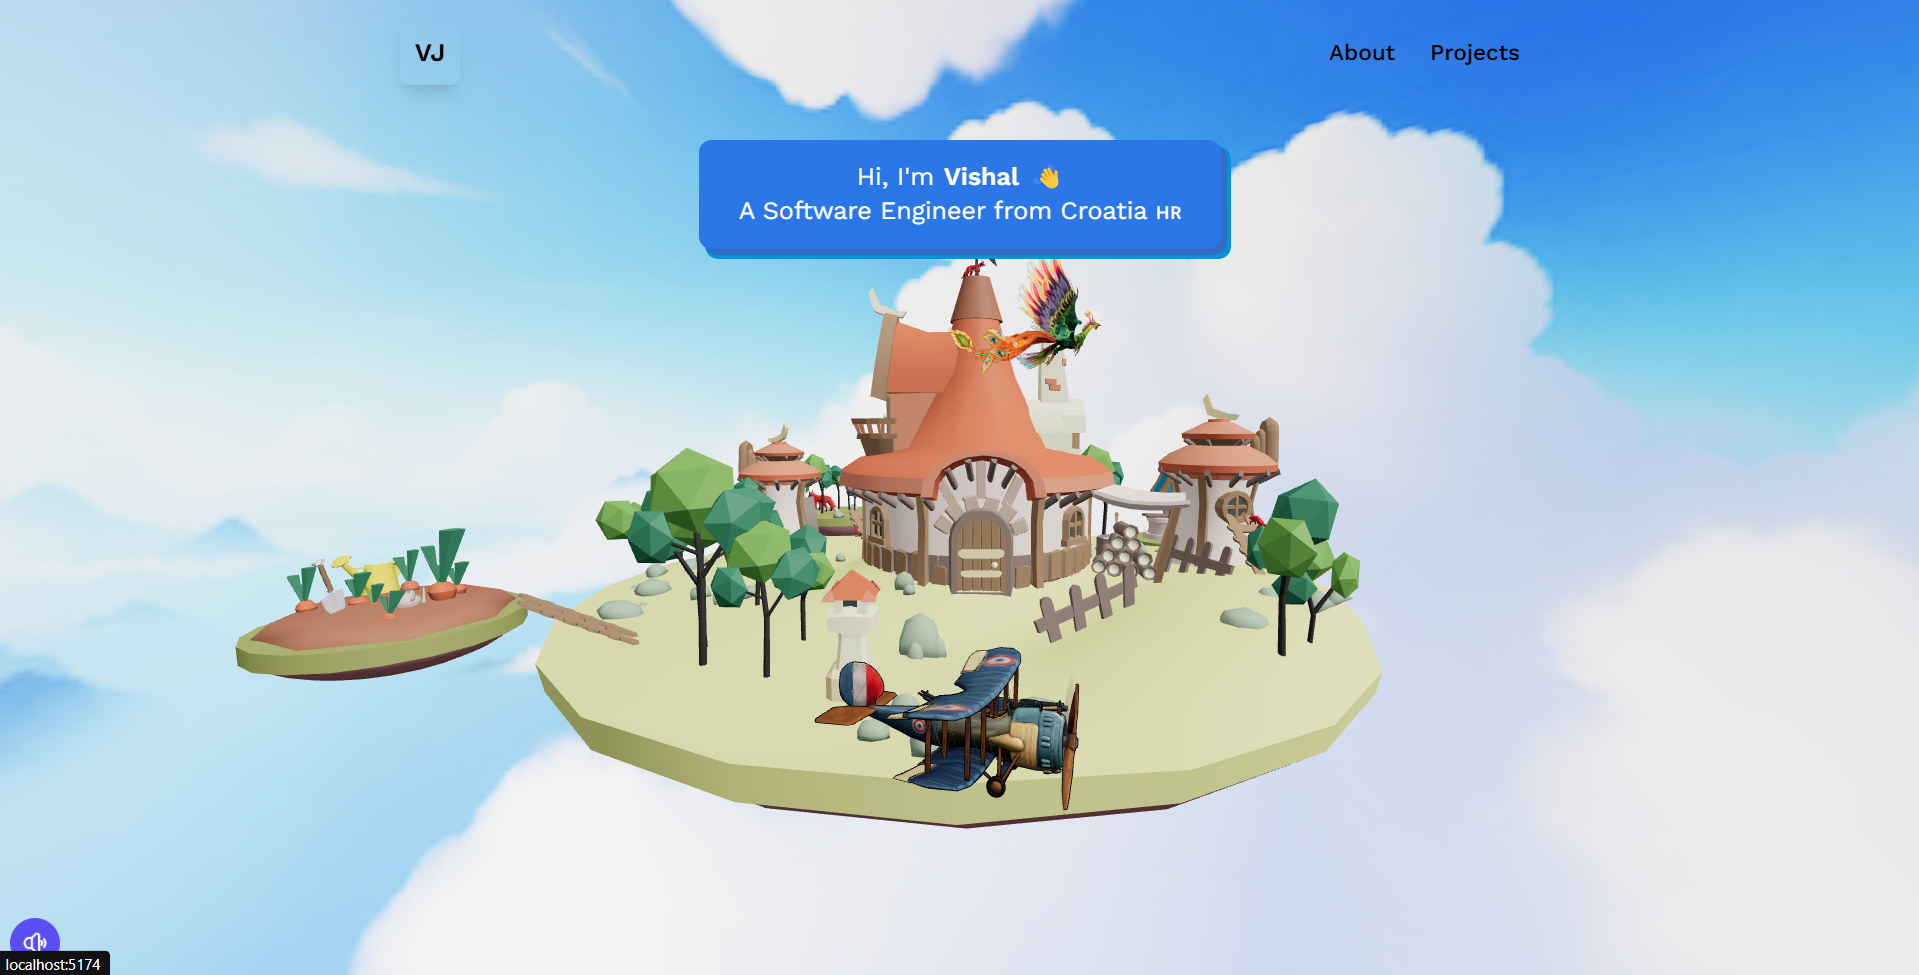 VJ
About
Projects
Hi, I'm Vishal 👋
A Software Engineer from Croatia HR
localhost:5174